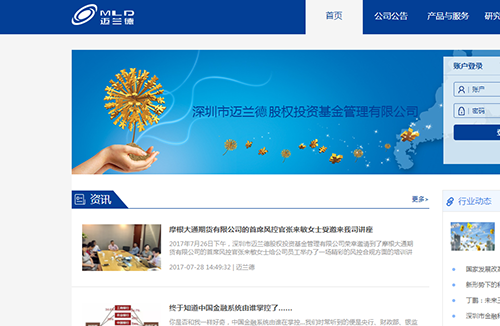 MLD
迈兰德
首页
公司公告
产品与服务
研究
账户登录
账户
密码
深圳市迈兰德股权投资基金管理有限公司
资讯
更多>
行业动态
摩根大通期货有限公司的首席风控官张来敏女士受邀来我司讲座
2017年7月26日下午，深圳市迈兰德股权投资基金管理有限公司荣幸邀请到了摩根大通期
货有限公司的首席风控官张来敏女士给公司员工举办了一场精彩的风控合规方面的培训讲
2017-07-28 14:49:32 | 迈兰德
国家发展改
新形势下的
丁鹏：未来三
深圳市金融
终于知道中国金融系统由谁掌控了......
你是否和我一样好奇，中国金融系统由谁在掌控...我们时常听到的便是央行、财政部、银监